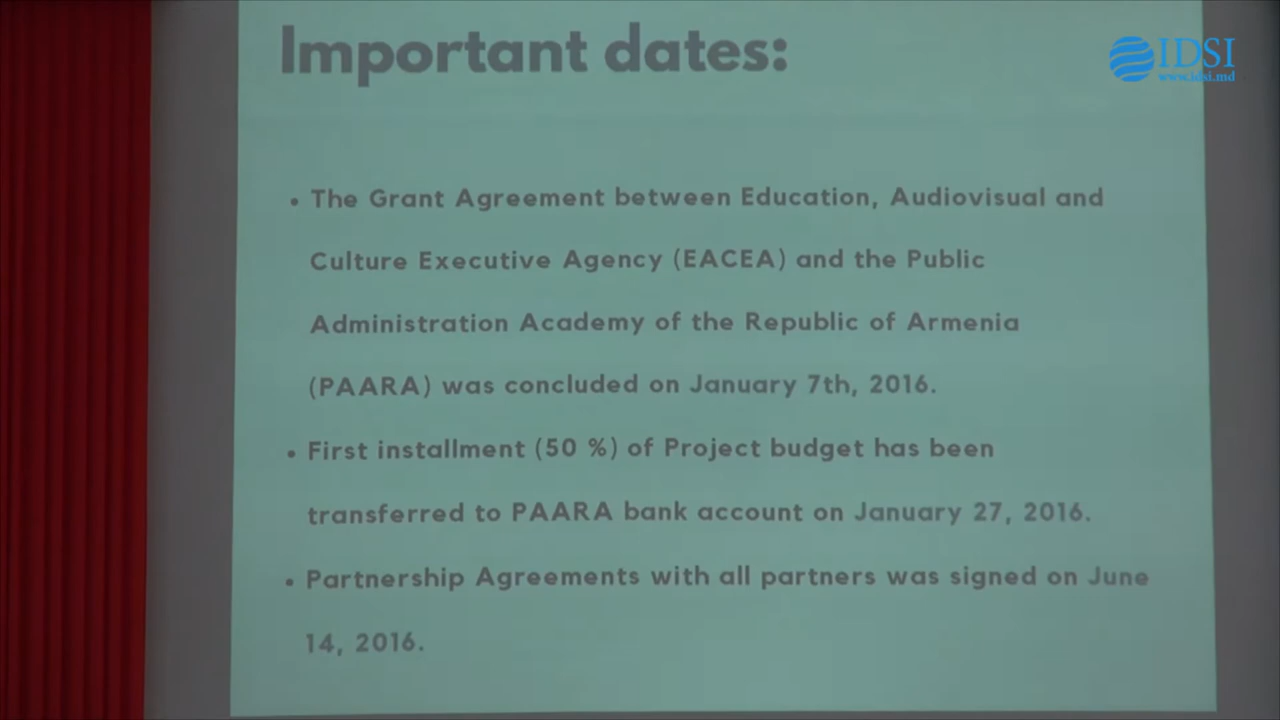 Important dates:
IDSI
www.idsi.md
• The Grant Agreement between Education, Audiovisual and
Culture Executive Agency (EACEA) and the Public
Administration Academy of the Republic of Armenia
(PAARA) was concluded on January 7th, 2016.
• First installment (50 %) of Project budget has been
transferred to PAARA bank account on January 27, 2016.
• Partnership Agreements with all partners was signed on June
14, 2016.